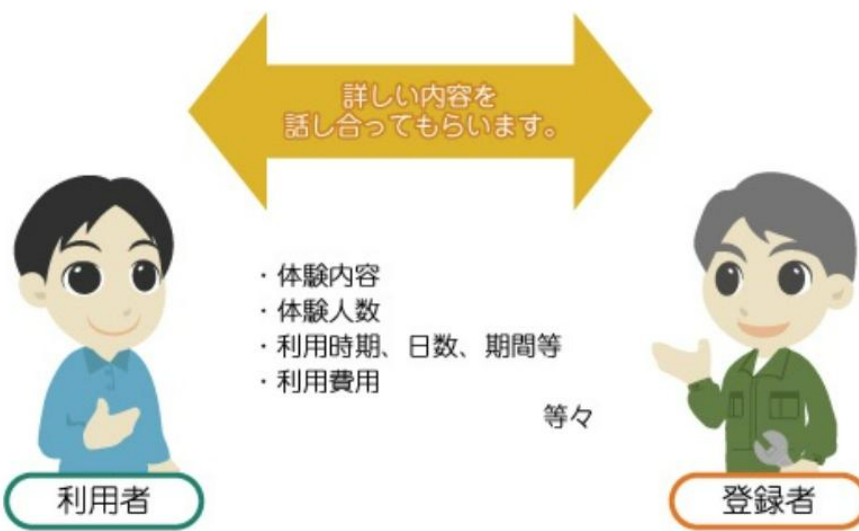 詳しい内容を
話し合ってもらいます。
・体験内容
・体験人数
・利用時期、日数、期間等
・利用費用
等々
利用者
登録者